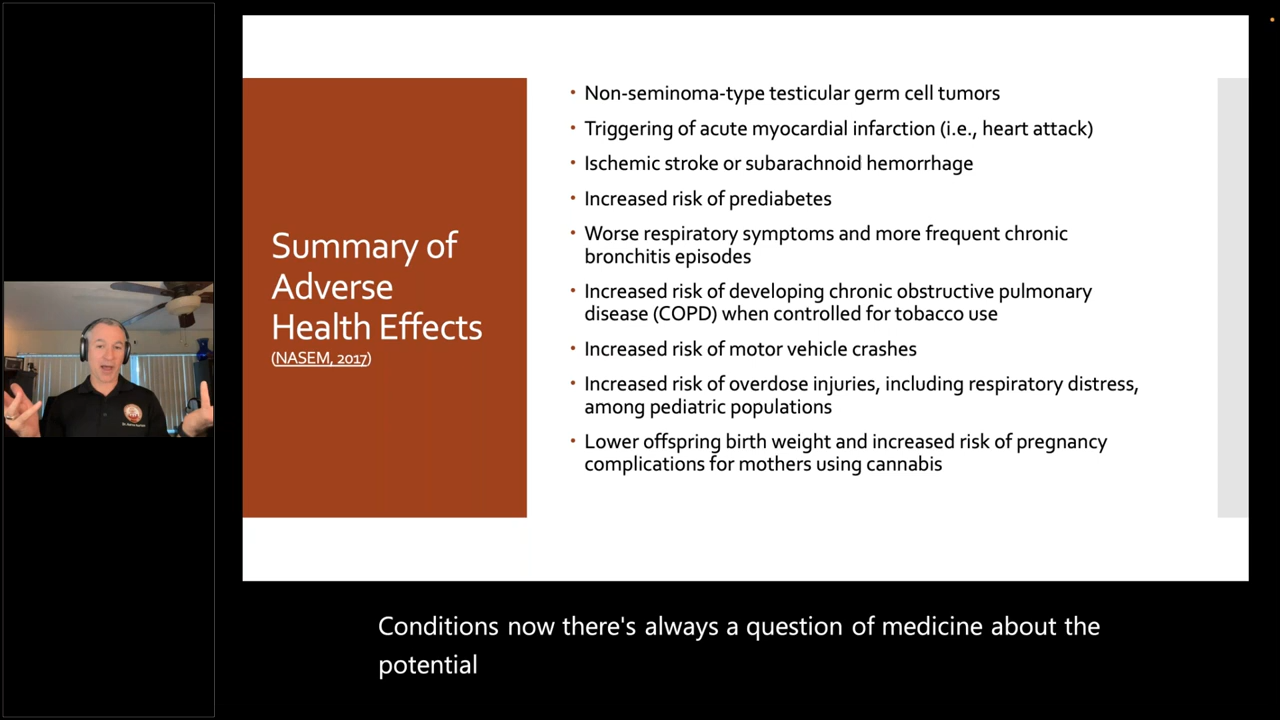 Summary of
Adverse
Health Effects
(NASEM, 2017)
• Non-seminoma-type testicular germ cell tumors
• Triggering of acute myocardial infarction (i.e., heart attack)
• Ischemic stroke or subarachnoid hemorrhage
• Increased risk of prediabetes
• Worse respiratory symptoms and more frequent chronic
bronchitis episodes
• Increased risk of developing chronic obstructive pulmonary
disease (COPD) when controlled for tobacco use
• Increased risk of motor vehicle crashes
• Increased risk of overdose injuries, including respiratory distress,
among pediatric populations
• Lower offspring birth weight and increased risk of pregnancy
complications for mothers using cannabis
Conditions now there's always a question of medicine about the
potential